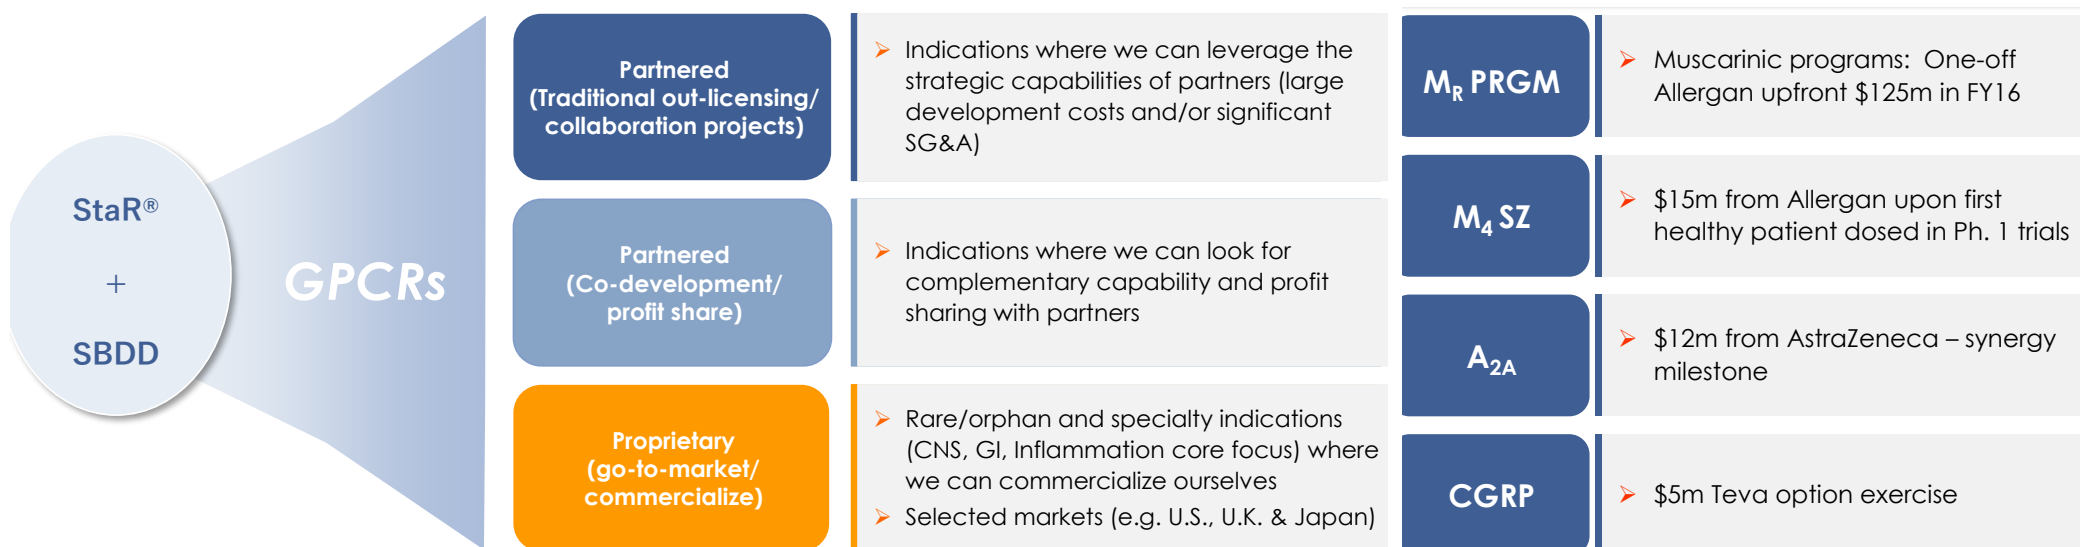 StaR®
+
SBDD
GPCRs
Partnered
(Traditional out-licensing/
collaboration projects)
➢ Indications where we can leverage the
strategic capabilities of partners (large
development costs and/or significant
SG&A)
Partnered
(Co-development/
profit share)
➢ Indications where we can look for
complementary capability and profit
sharing with partners
Proprietary
(go-to-market/
commercialize)
➢ Rare/orphan and specialty indications
(CNS, GI, Inflammation core focus) where
we can commercialize ourselves
➢ Selected markets (e.g. U.S., U.K. & Japan)
MR PRGM
➢ Muscarinic programs: One-off
Allergan upfront $125m in FY16
M4 SZ
➢ $15m from Allergan upon first
healthy patient dosed in Ph. 1 trials
A2A
➢ $12m from AstraZeneca – synergy
milestone
CGRP
➢ $5m Teva option exercise